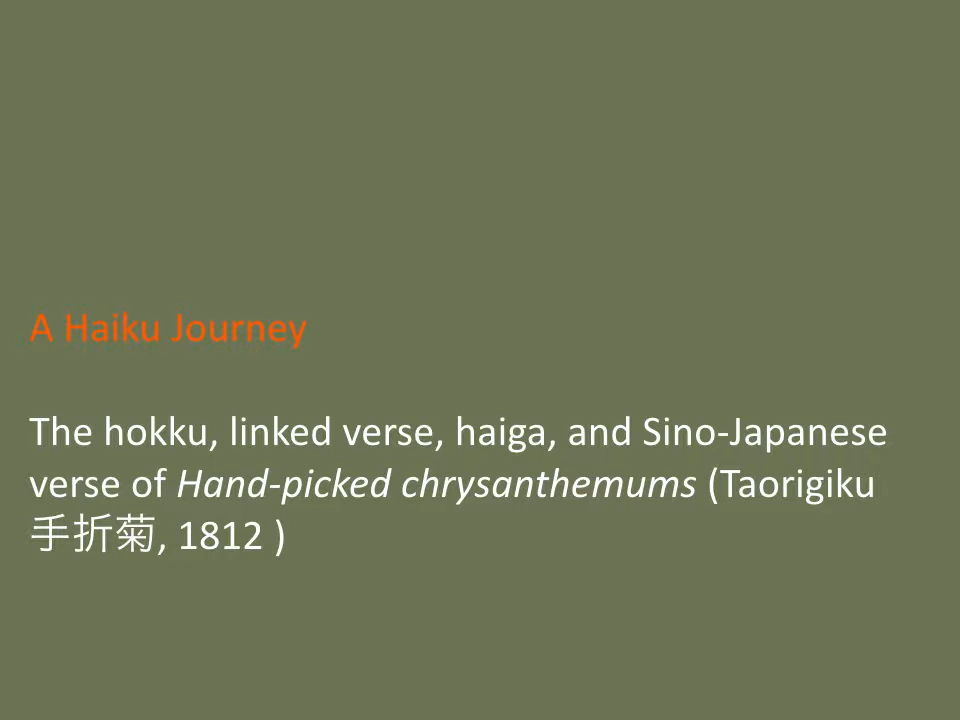 A Haiku Journey
The hokku, linked verse, haiga, and Sino-Japanese
verse of Hand-picked chrysanthemums (Taorigiku
手折菊, 1812 )